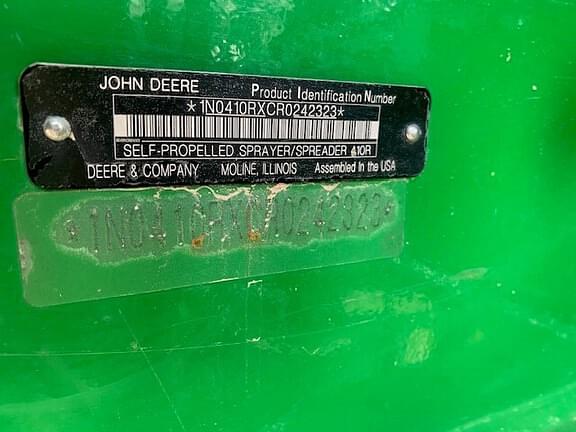 JOHN DEERE Product Identification Number
*1N0410RXCR0242323*
SELF-PROPELLED SPRAYER/SPREADER 410R
DEERE & COMPANY MOLINE, ILLINOIS Assembled in the USA
*1N0410RXCR0242323*